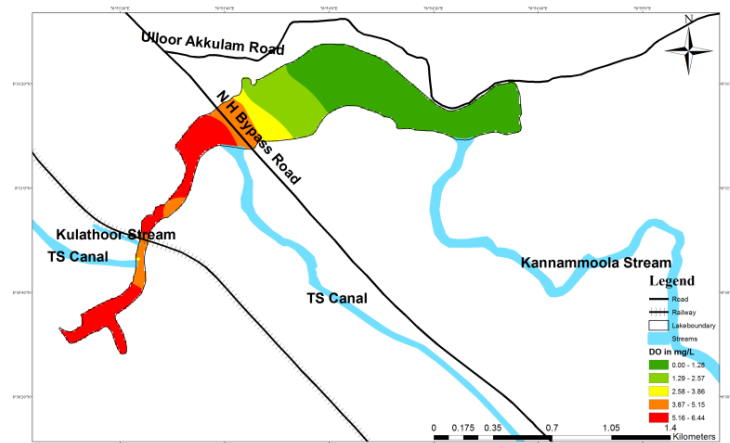 N
Ulloor Akkulam Road
N H Bypass Road
Kulathoor Stream
TS Canal
TS Canal
Kannammoola Stream
Legend
Road
Railway
Lakeboundary
Streams
DO in mg/L
0.00 - 1.28
1.29 - 2.57
2.58 - 3.86
3.87 - 5.15
5.16 - 6.44
0 0.175 0.35 0.7 1.05 1.4
Kilometers